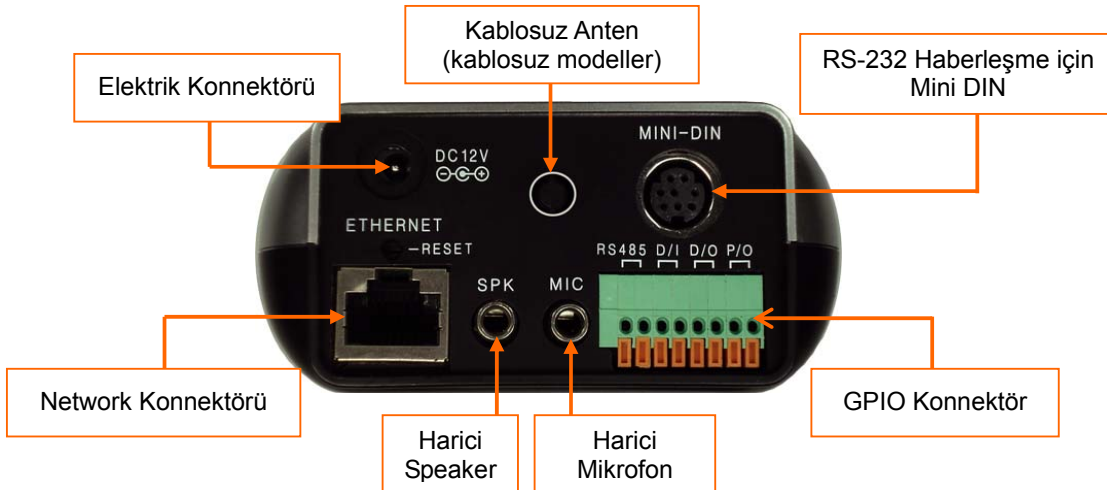 Kablosuz Anten
(kablosuz modeller)
Elektrik Konnektörü
RS-232 Haberleşme için
Mini DIN
MINI-DIN
DC12V
ETHERNET
-RESET
RS485 D/I D/O P/O
SPK MIC
Network Konnektörü
GPIO Konnektör
Harici
Speaker
Harici
Mikrofon